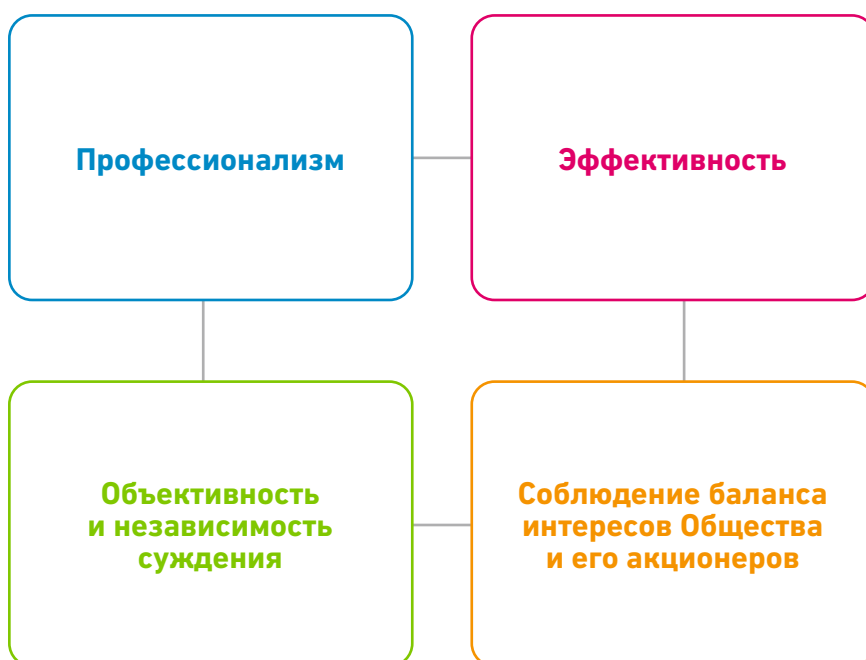 Профессионализм
Эффективность
Объективность
и независимость
суждения
Соблюдение баланса
интересов Общества
и его акционеров